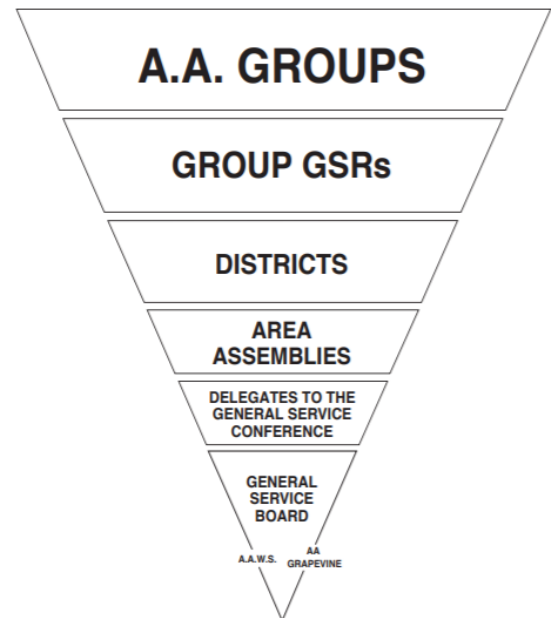 A.A. GROUPS
GROUP GSRs
DISTRICTS
AREA
ASSEMBLIES
DELEGATES TO THE
GENERAL SERVICE
CONFERENCE
GENERAL
SERVICE
BOARD
A.A.W.S.
AA
GRAPEVINE